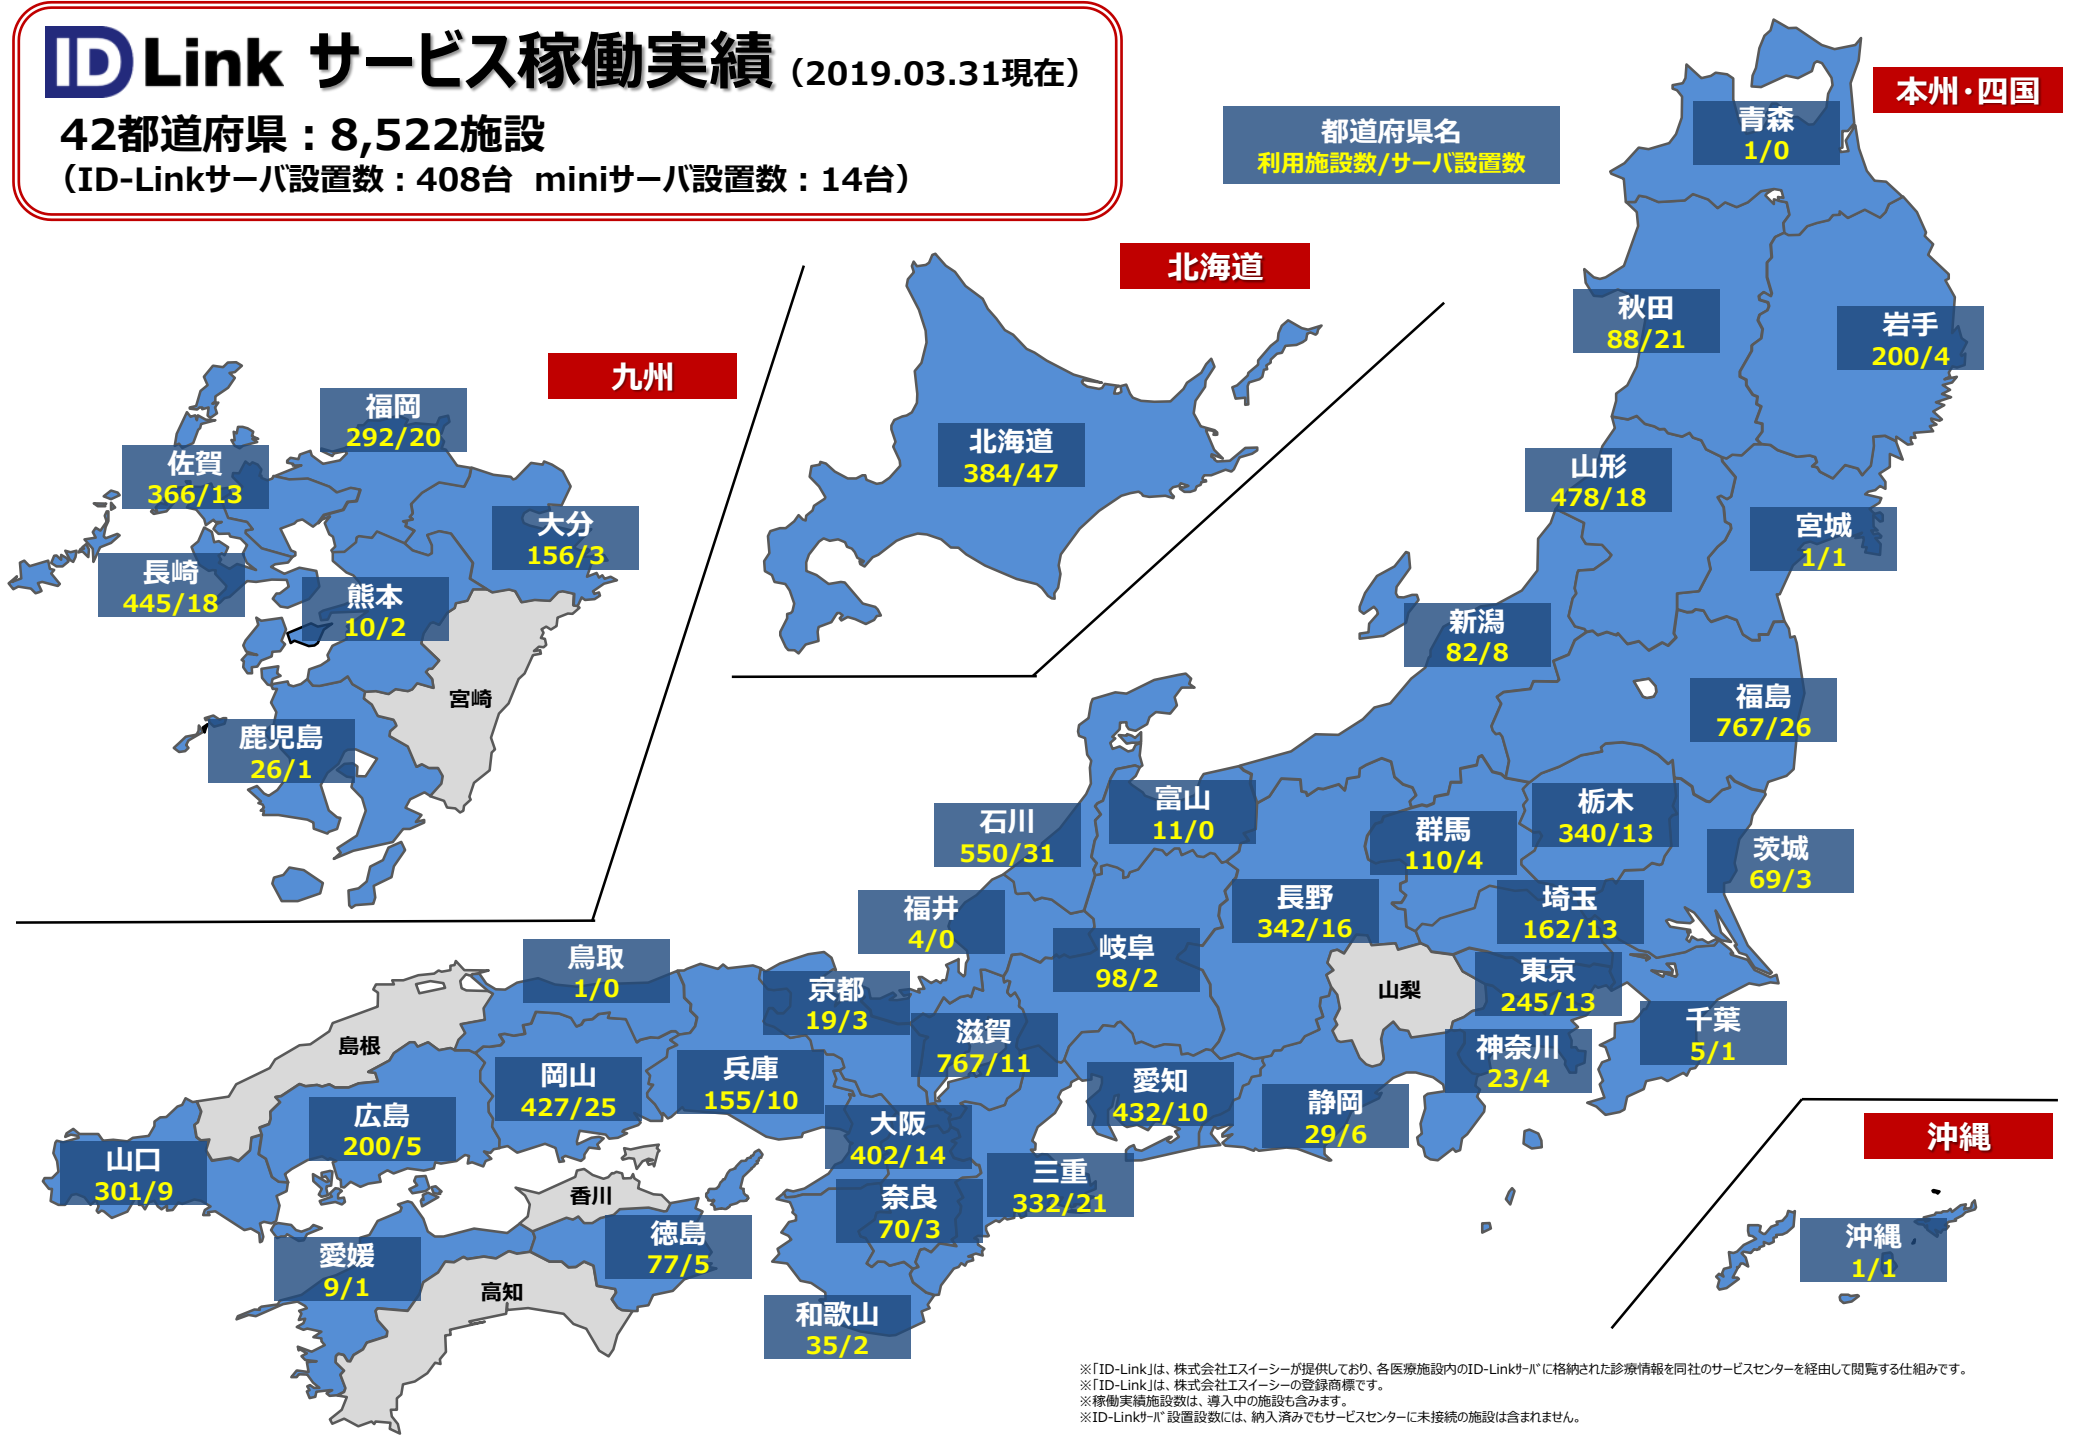 ID Link サービス稼働実績（2019.03.31現在）
42都道府県：8,522施設
（ID-Linkサーバ設置数：408台 miniサーバ設置数：14台）
都道府県名
利用施設数/サーバ設置数
本州・四国
青森
1/0
秋田
88/21
岩手
200/4
山形
478/18
宮城
1/1
新潟
82/8
福島
767/26
北海道
北海道
384/47
九州
福岡
292/20
佐賀
366/13
大分
156/3
長崎
445/18
熊本
10/2
宮崎
鹿児島
26/1
富山
11/0
石川
550/31
栃木
340/13
群馬
110/4
茨城
69/3
福井
4/0
長野
342/16
埼玉
162/13
岐阜
98/2
山梨
東京
245/13
千葉
5/1
神奈川
23/4
鳥取
1/0
京都
19/3
滋賀
767/11
島根
岡山
427/25
兵庫
155/10
愛知
432/10
静岡
29/6
広島
200/5
大阪
402/14
山口
301/9
三重
332/21
香川
奈良
70/3
徳島
77/5
愛媛
9/1
高知
和歌山
35/2
沖縄
沖縄
1/1
※「ID-Link」は、株式会社エスイーシーが提供しており、各医療施設内のID-Linkｻｰﾊﾞに格納された診療情報を同社のサービスセンターを経由して閲覧する仕組みです。
※「ID-Link」は、株式会社エスイーシーの登録商標です。
※稼働実績施設数は、導入中の施設も含みます。
※ID-Linkｻｰﾊﾞ設置設数には、納入済みでもサービスセンターに未接続の施設は含まれません。